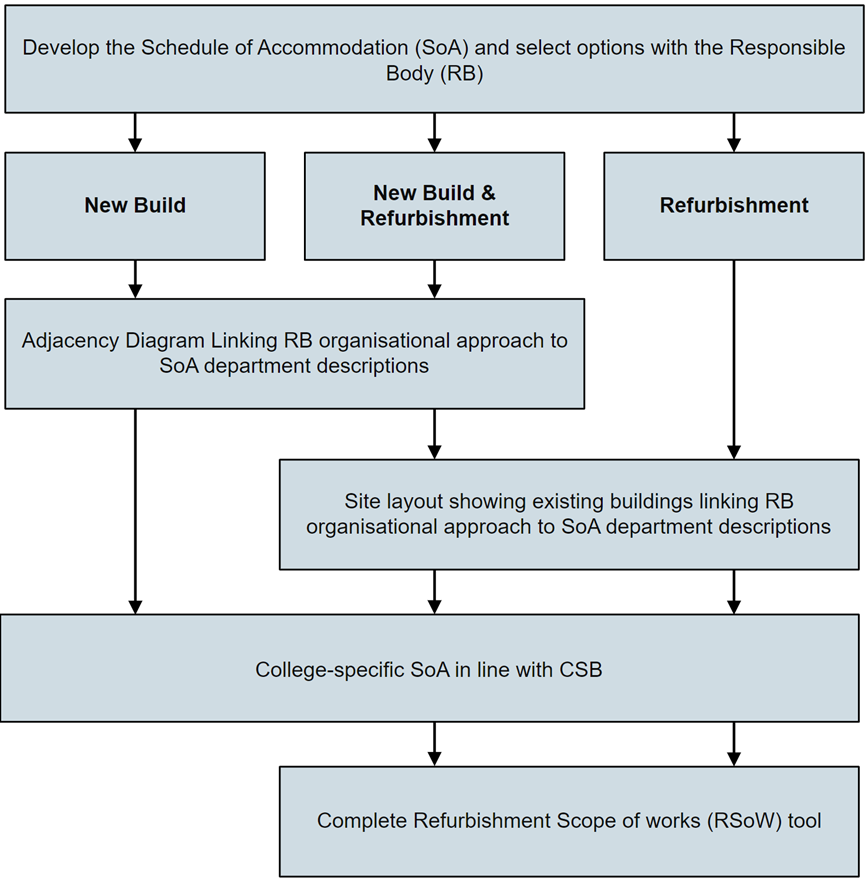 Develop the Schedule of Accommodation (SoA) and select options with the Responsible
Body (RB)
New Build
New Build &
Refurbishment
Refurbishment
Adjacency Diagram Linking RB organisational approach to
SoA department descriptions
Site layout showing existing buildings linking RB
organisational approach to SoA department descriptions
College-specific SoA in line with CSB
Complete Refurbishment Scope of works (RSoW) tool